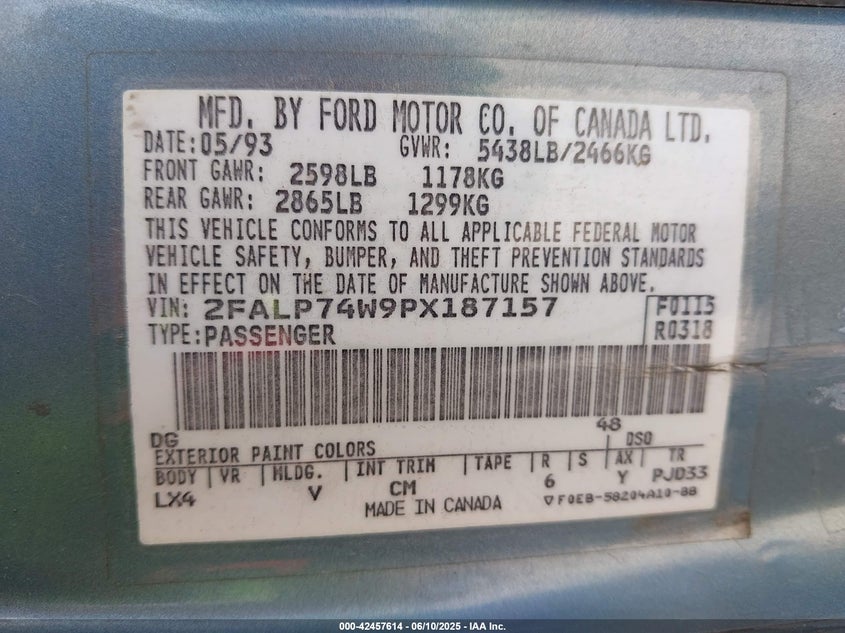 MFD. BY FORD MOTOR CO. OF CANADA LTD.
DATE: 05/93 GVWR: 5438LB/2466KG
FRONT GAWR: 2598LB 1178KG
REAR GAWR: 2865LB 1299KG
THIS VEHICLE CONFORMS TO ALL APPLICABLE FEDERAL MOTOR
VEHICLE SAFETY, BUMPER, AND THEFT PREVENTION STANDARDS
IN EFFECT ON THE DATE OF MANUFACTURE SHOWN ABOVE.
VIN: 2FALP74W9PX187157 F0115
TYPE: PASSENGER R0318
DG 48
EXTERIOR PAINT COLORS DSO
BODY VR MLDG. INT TRIM TAPE R S AX TR
LX4 V CM 6 Y PJD33
MADE IN CANADA ▽F0EB-58204A10-BB
000-42457614 - 06/10/2025 - IAA Inc.